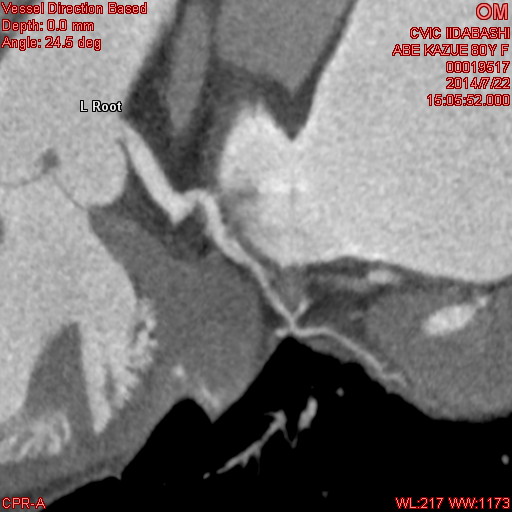 Vessel Direction Based
Depth: 0.0 mm
Angle: 24.5 deg
OM
CVIC IIDABASHI
ABE KAZUE 80Y F
00019517
2014/7/22
15:05:52.000
L Root
CPR-A
WL:217 WW:1173